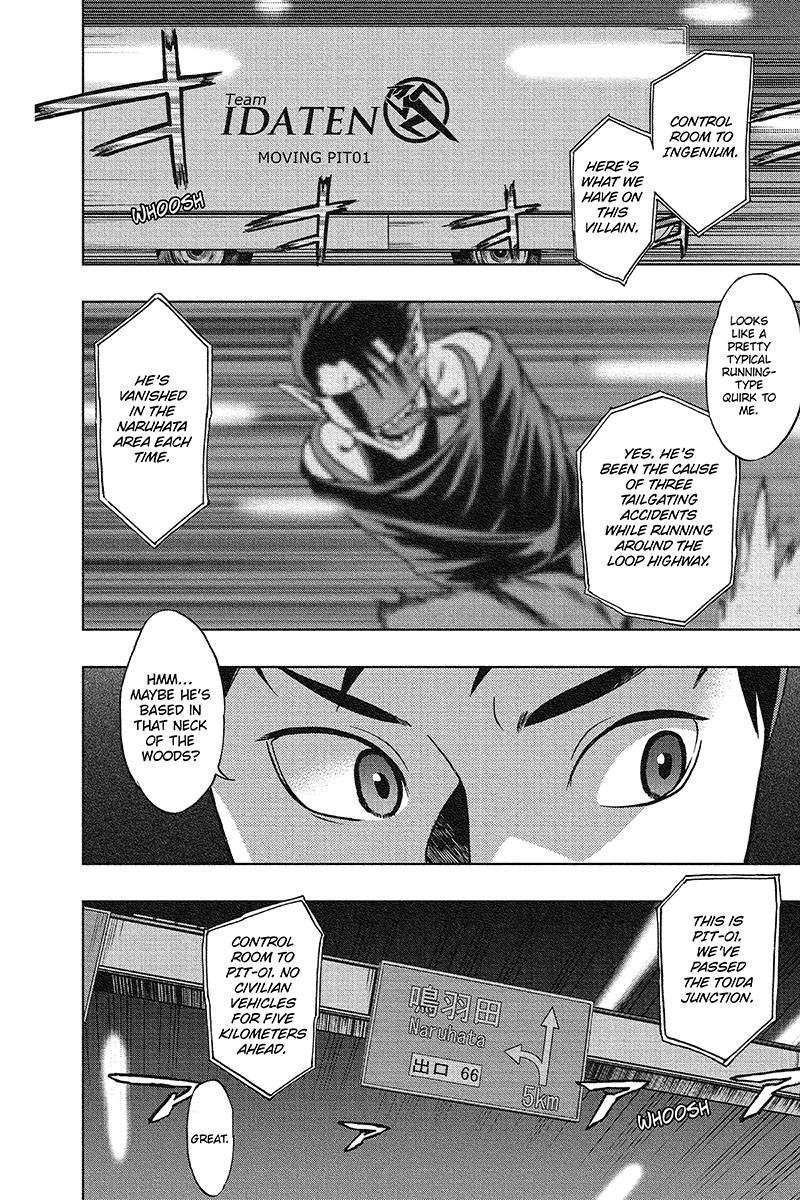 CONTROL
ROOM TO
INGENIUM.
HERE'S
WHAT WE
HAVE ON
THIS
VILLAIN.
Team
IDATEN
MOVING PIT01
WHOOSH
LOOKS
LIKE A
PRETTY
TYPICAL
RUNNING-
TYPE
QUIRK TO
ME.
YES. HE'S
BEEN THE CAUSE
OF THREE
TAILGATING
ACCIDENTS
WHILE RUNNING
AROUND THE
LOOP HIGHWAY.
HE'S
VANISHED
IN THE
NARUHATA
AREA EACH
TIME.
HMM...
MAYBE HE'S
BASED IN
THAT NECK
OF THE
WOODS?
THIS IS
PIT-01.
WE'VE
PASSED
THE TOIDA
JUNCTION.
CONTROL
ROOM TO
PIT-01. NO
CIVILIAN
VEHICLES
FOR FIVE
KILOMETERS
AHEAD.
鳴羽田
Naruhata
出口 66
5km
WHOOSH
GREAT.